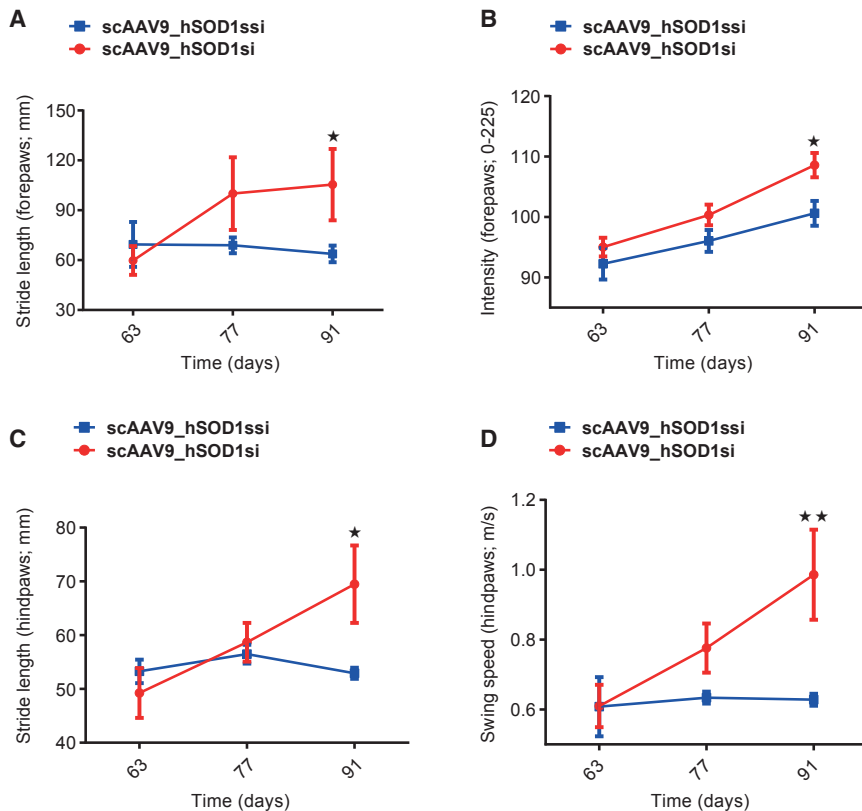 A
scAAV9_hSOD1ssi
scAAV9_hSOD1si
Stride length (forepaws; mm)
150
120
90
60
30
★
63
77
91
Time (days)
B
scAAV9_hSOD1ssi
scAAV9_hSOD1si
Intensity (forepaws; 0-225)
120
110
100
90
★
63
77
91
Time (days)
C
scAAV9_hSOD1ssi
scAAV9_hSOD1si
Stride length (hindpaws; mm)
80
70
60
50
40
★
63
77
91
Time (days)
D
scAAV9_hSOD1ssi
scAAV9_hSOD1si
Swing speed (hindpaws; m/s)
1.2
1.0
0.8
0.6
★★
63
77
91
Time (days)